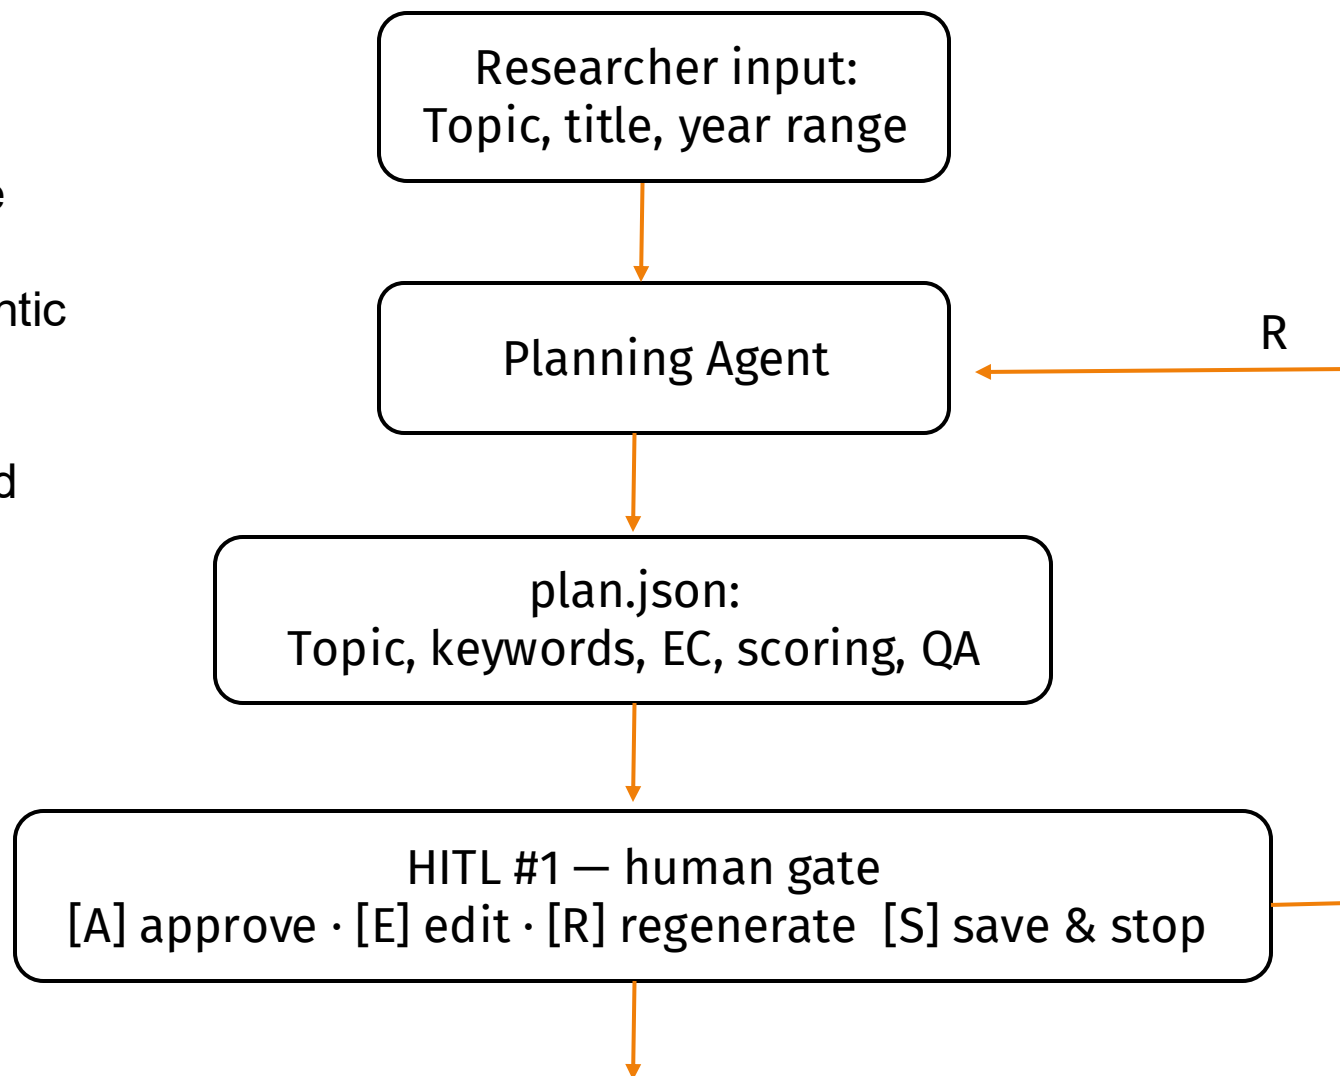 Researcher input:
Topic, title, year range
ntic
Planning Agent
R
d
plan.json:
Topic, keywords, EC, scoring, QA
HITL #1 — human gate
[A] approve · [E] edit · [R] regenerate [S] save & stop